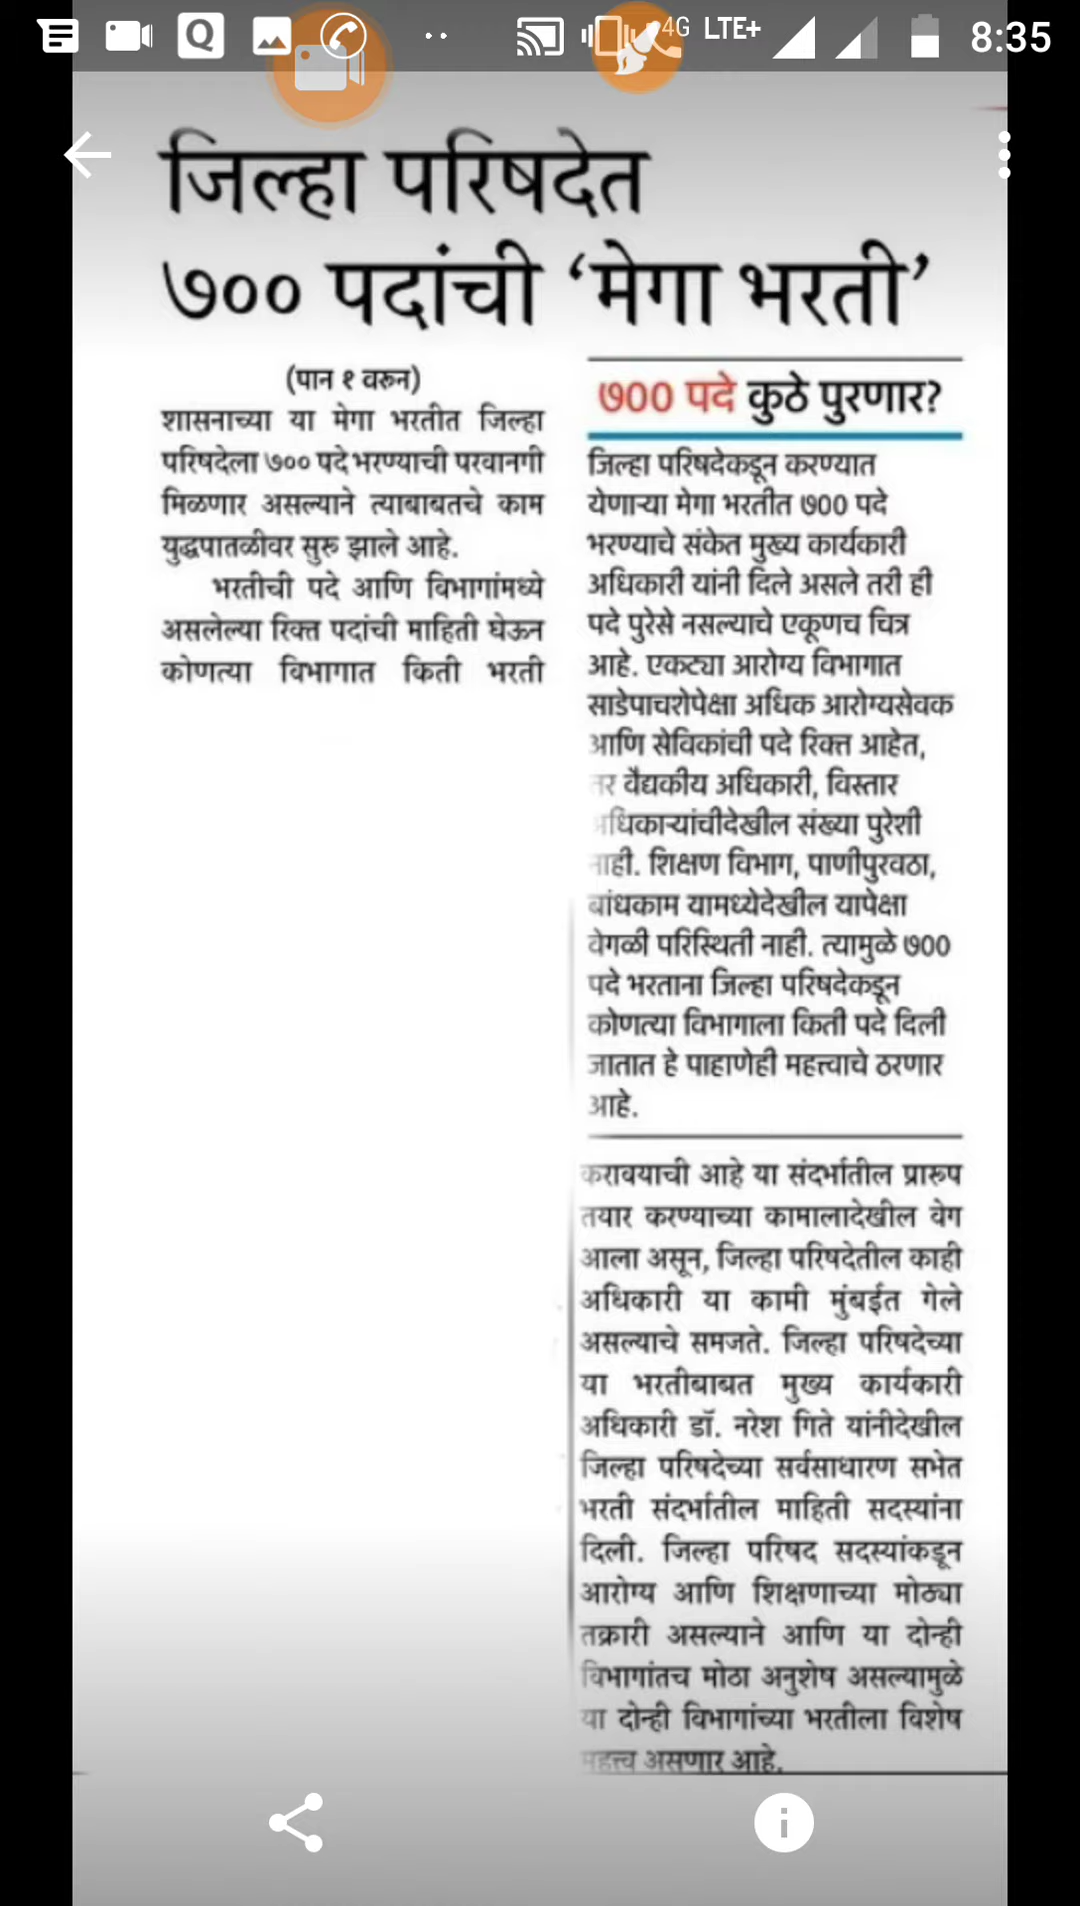 4G LTE+ 8:35
जिल्हा परिषदेत
७०० पदांची ‘मेगा भरती’
(पान १ वरून)
शासनाच्या या मेगा भरतीत जिल्हा
परिषदेला ७०० पदे भरण्याची परवानगी
मिळणार असल्याने त्याबाबतचे काम
युद्धपातळीवर सुरू झाले आहे.
भरतीची पदे आणि विभागांमध्ये
असलेल्या रिक्त पदांची माहिती घेऊन
कोणत्या विभागात किती भरती
७०० पदे कुठे पुरणार?
जिल्हा परिषदेकडून करण्यात
येणाऱ्या मेगा भरतीत ७०० पदे
भरण्याचे संकेत मुख्य कार्यकारी
अधिकारी यांनी दिले असले तरी ही
पदे पुरेसे नसल्याचे एकूणच चित्र
आहे. एकट्या आरोग्य विभागात
साडेपाचशेपेक्षा अधिक आरोग्यसेवक
आणि सेविकांची पदे रिक्त आहेत,
तर वैद्यकीय अधिकारी, विस्तार
अधिकाऱ्यांचीदेखील संख्या पुरेशी
नाही. शिक्षण विभाग, पाणीपुरवठा,
बांधकाम यामध्येदेखील यापेक्षा
वेगळी परिस्थिती नाही. त्यामुळे ७००
पदे भरताना जिल्हा परिषदेकडून
कोणत्या विभागाला किती पदे दिली
जातात हे पाहाणेही महत्त्वाचे ठरणार
आहे.
करावयाची आहे या संदर्भातील प्रारूप
तयार करण्याच्या कामालादेखील वेग
आला असून, जिल्हा परिषदेतील काही
अधिकारी या कामी मुंबईत गेले
असल्याचे समजते. जिल्हा परिषदेच्या
या भरतीबाबत मुख्य कार्यकारी
अधिकारी डॉ. नरेश गिते यांनीदेखील
जिल्हा परिषदेच्या सर्वसाधारण सभेत
भरती संदर्भातील माहिती सदस्यांना
दिली. जिल्हा परिषद सदस्यांकडून
आरोग्य आणि शिक्षणाच्या मोठ्या
तक्रारी असल्याने आणि या दोन्ही
विभागांतच मोठा अनुशेष असल्यामुळे
या दोन्ही विभागांच्या भरतीला विशेष
महत्त्व असणार आहे.